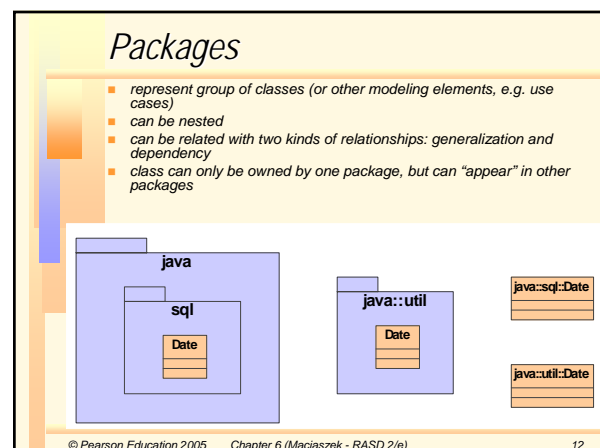 Packages
represent group of classes (or other modeling elements, e.g. use
cases)
can be nested
can be related with two kinds of relationships: generalization and
dependency
class can only be owned by one package, but can “appear” in other
packages
java
sql
Date
java::util
Date
java::sql::Date
java::util::Date
© Pearson Education 2005 Chapter 6 (Maciaszek - RASD 2/e) 12